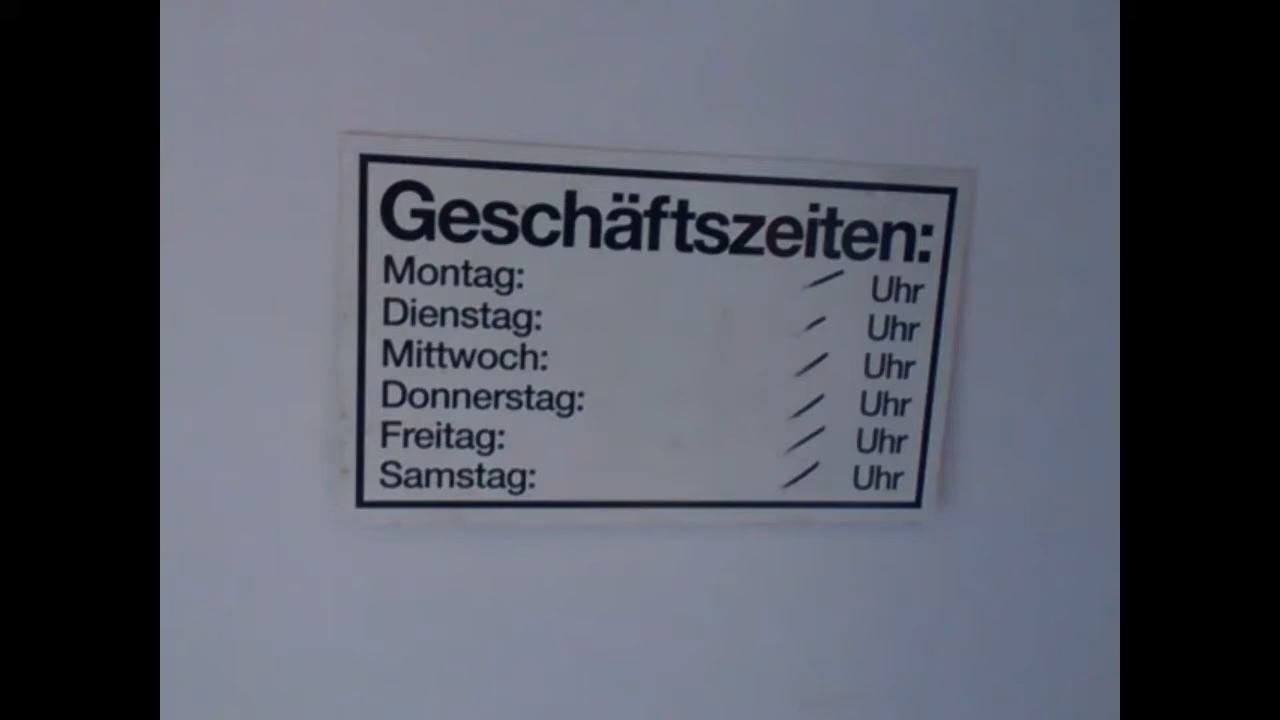 Geschäftszeiten:
Montag: / Uhr
Dienstag: / Uhr
Mittwoch: / Uhr
Donnerstag: / Uhr
Freitag: / Uhr
Samstag: / Uhr